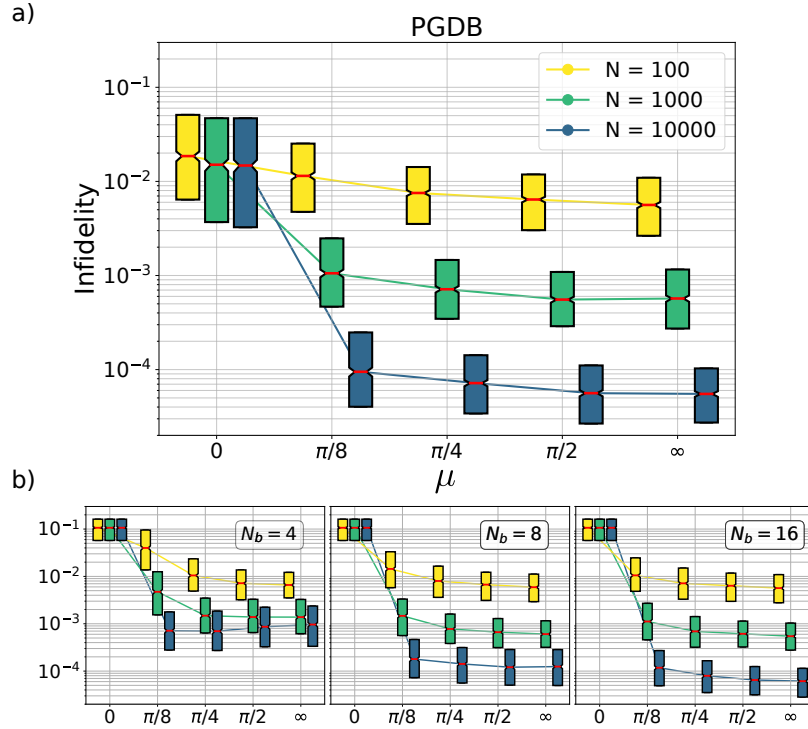 a)
PGDB
Infidelity
10⁻¹
10⁻²
10⁻³
10⁻⁴
N = 100
N = 1000
N = 10000
0 π/8 π/4 π/2 ∞
μ
b)
10⁻¹
10⁻²
10⁻³
10⁻⁴
N_b = 4
N_b = 8
N_b = 16
0 π/8 π/4 π/2 ∞
0 π/8 π/4 π/2 ∞
0 π/8 π/4 π/2 ∞